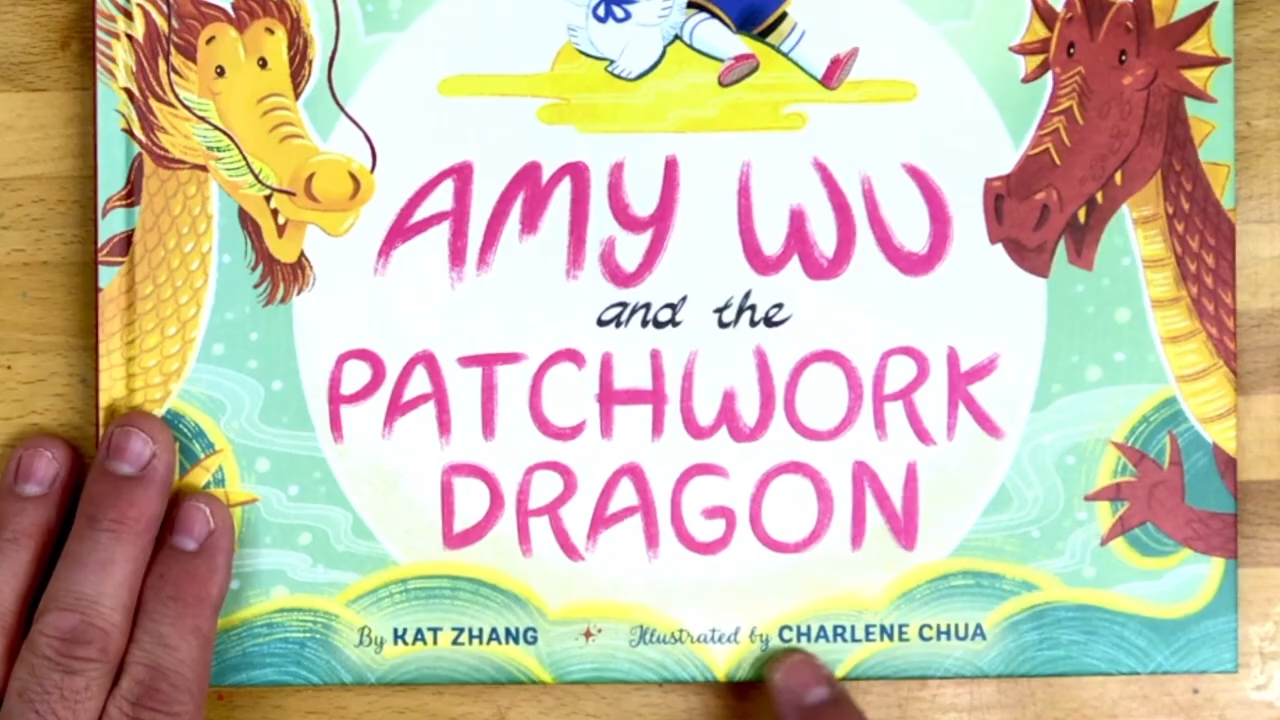 AMY WU
and the
PATCHWORK
DRAGON
By KAT ZHANG Illustrated by CHARLENE CHUA